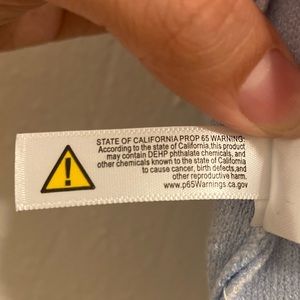 STATE OF CALIFORNIA PROP 65 WARNING:
According to the state of California, this product
may contain DEHP phthalate chemicals, and
other chemicals known to the state of California
to cause cancer, birth defects, and
other reproductive harm.
www.p65Warnings.ca.gov